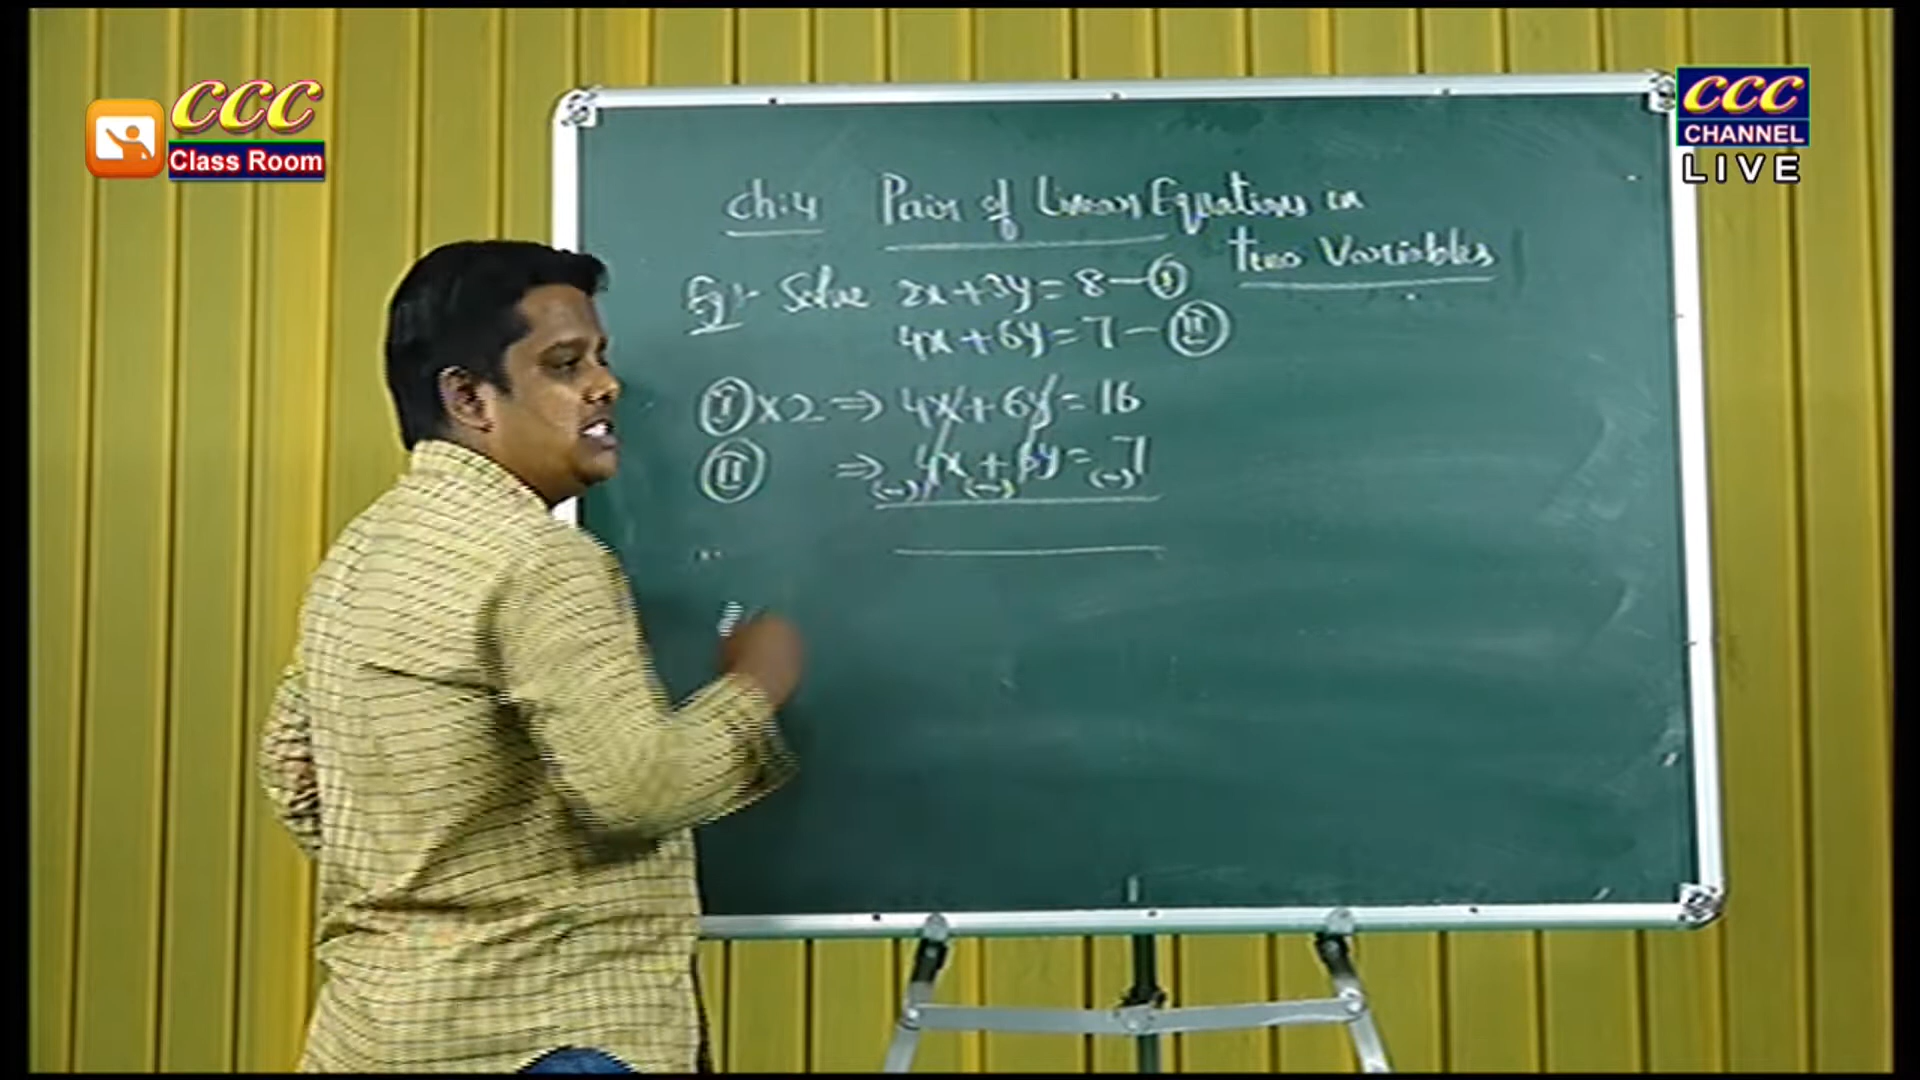 CCC
Class Room
CCC
CHANNEL
LIVE
Ch:4 Pair of Linear Equations in
two Variables
Eg:- Solve 2x+3y=8-Ⓘ
4x+6y=7-Ⓘⓘ
Ⓘ×2⇒4x+6y=16
Ⓘⓘ ⇒4x+6y=7
(-) (-) (-)